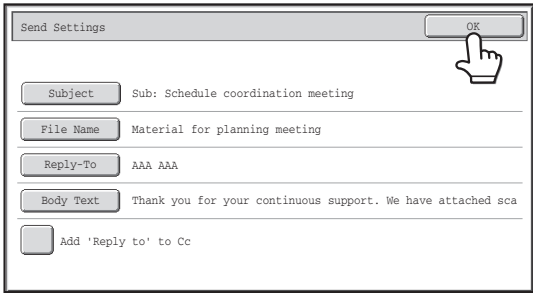 Send Settings OK
Subject Sub: Schedule coordination meeting
File Name Material for planning meeting
Reply-To AAA AAA
Body Text Thank you for your continuous support. We have attached sca
Add 'Reply to' to Cc